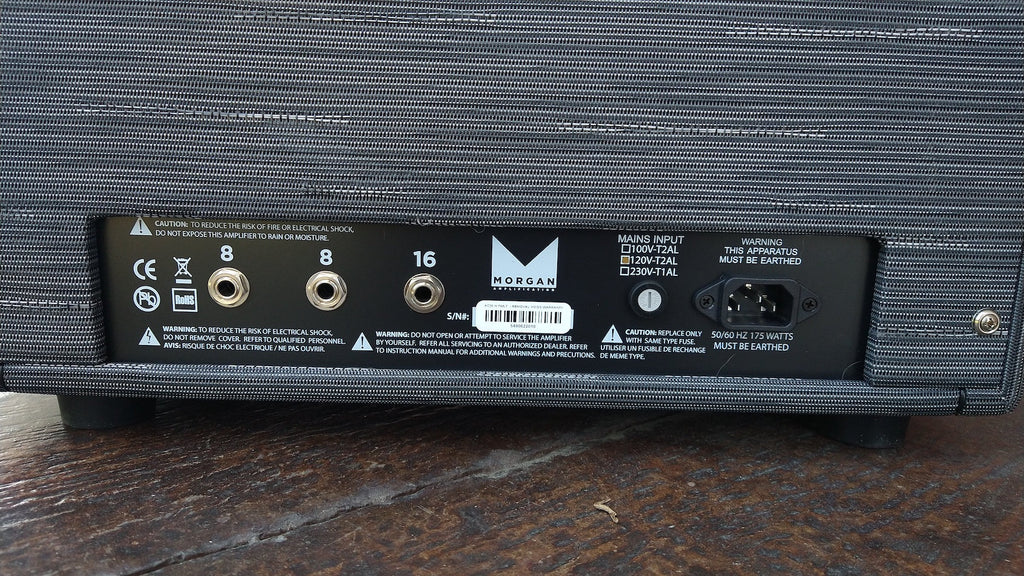 CAUTION: TO REDUCE THE RISK OF FIRE OR ELECTRICAL SHOCK,
DO NOT EXPOSE THIS AMPLIFIER TO RAIN OR MOISTURE.
8
8
16
CE
Pb
RoHS
MORGAN
AMPLIFICATION
S/N#:
MAINS INPUT
100V-T2AL
120V-T2AL
230V-T1AL
WARNING
THIS APPARATUS
MUST BE EARTHED
WARNING: TO REDUCE THE RISK OF ELECTRICAL SHOCK,
DO NOT REMOVE COVER. REFER TO QUALIFIED PERSONNEL.
AVIS: RISQUE DE CHOC ELECTRIQUE / NE PAS OUVRIR.
WARNING: DO NOT OPEN OR ATTEMPT TO SERVICE THE AMPLIFIER
BY YOURSELF. REFER ALL SERVICING TO AN AUTHORIZED DEALER. REFER
TO INSTRUCTION MANUAL FOR ADDITIONAL WARNINGS AND PRECUTIONS.
CAUTION: REPLACE ONLY
WITH SAME TYPE FUSE.
UTILISER UN FUSIBLE DE RECHANGE
DE MEME TYPE.
50/60 HZ 175 WATTS
MUST BE EARTHED